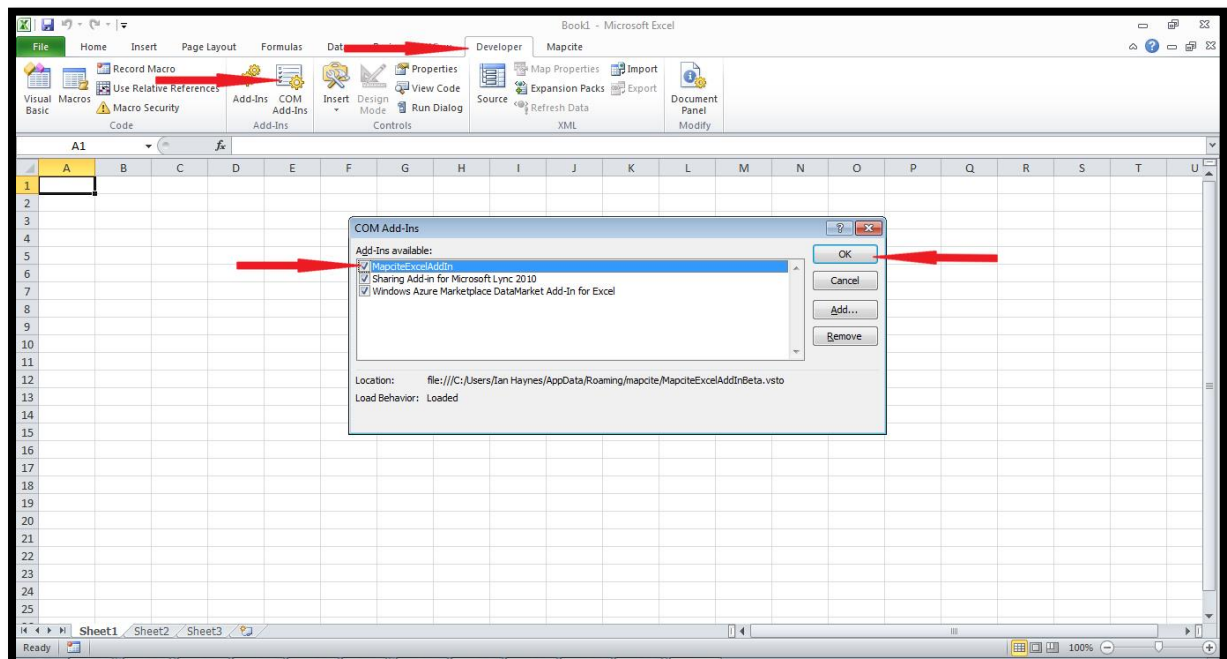 Book1 - Microsoft Excel
File Home Insert Page Layout Formulas Developer Mapcite
Visual Basic
Macros
Record Macro
Use Relative References
Macro Security
Code
Add-Ins
COM Add-Ins
Add-Ins
Insert
Design Mode
Properties
View Code
Run Dialog
Controls
Source
Map Properties
Expansion Packs
Refresh Data
Import
Export
XML
Document Panel
Modify
A1 fx
A B C D E F G H I J K L M N O P Q R S T U
1
2
3
4
5
6
7
8
9
10
11
12
13
14
15
16
17
18
19
20
21
22
23
24
25
COM Add-Ins
Add-Ins available:
MapciteExcelAddIn
Sharing Add-in for Microsoft Lync 2010
Windows Azure Marketplace DataMarket Add-In for Excel
OK
Cancel
Add...
Remove
Location: file:///C:/Users/Ian Haynes/AppData/Roaming/mapcite/MapciteExcelAddInBeta.vsto
Load Behavior: Loaded
Sheet1 Sheet2 Sheet3
Ready 100%